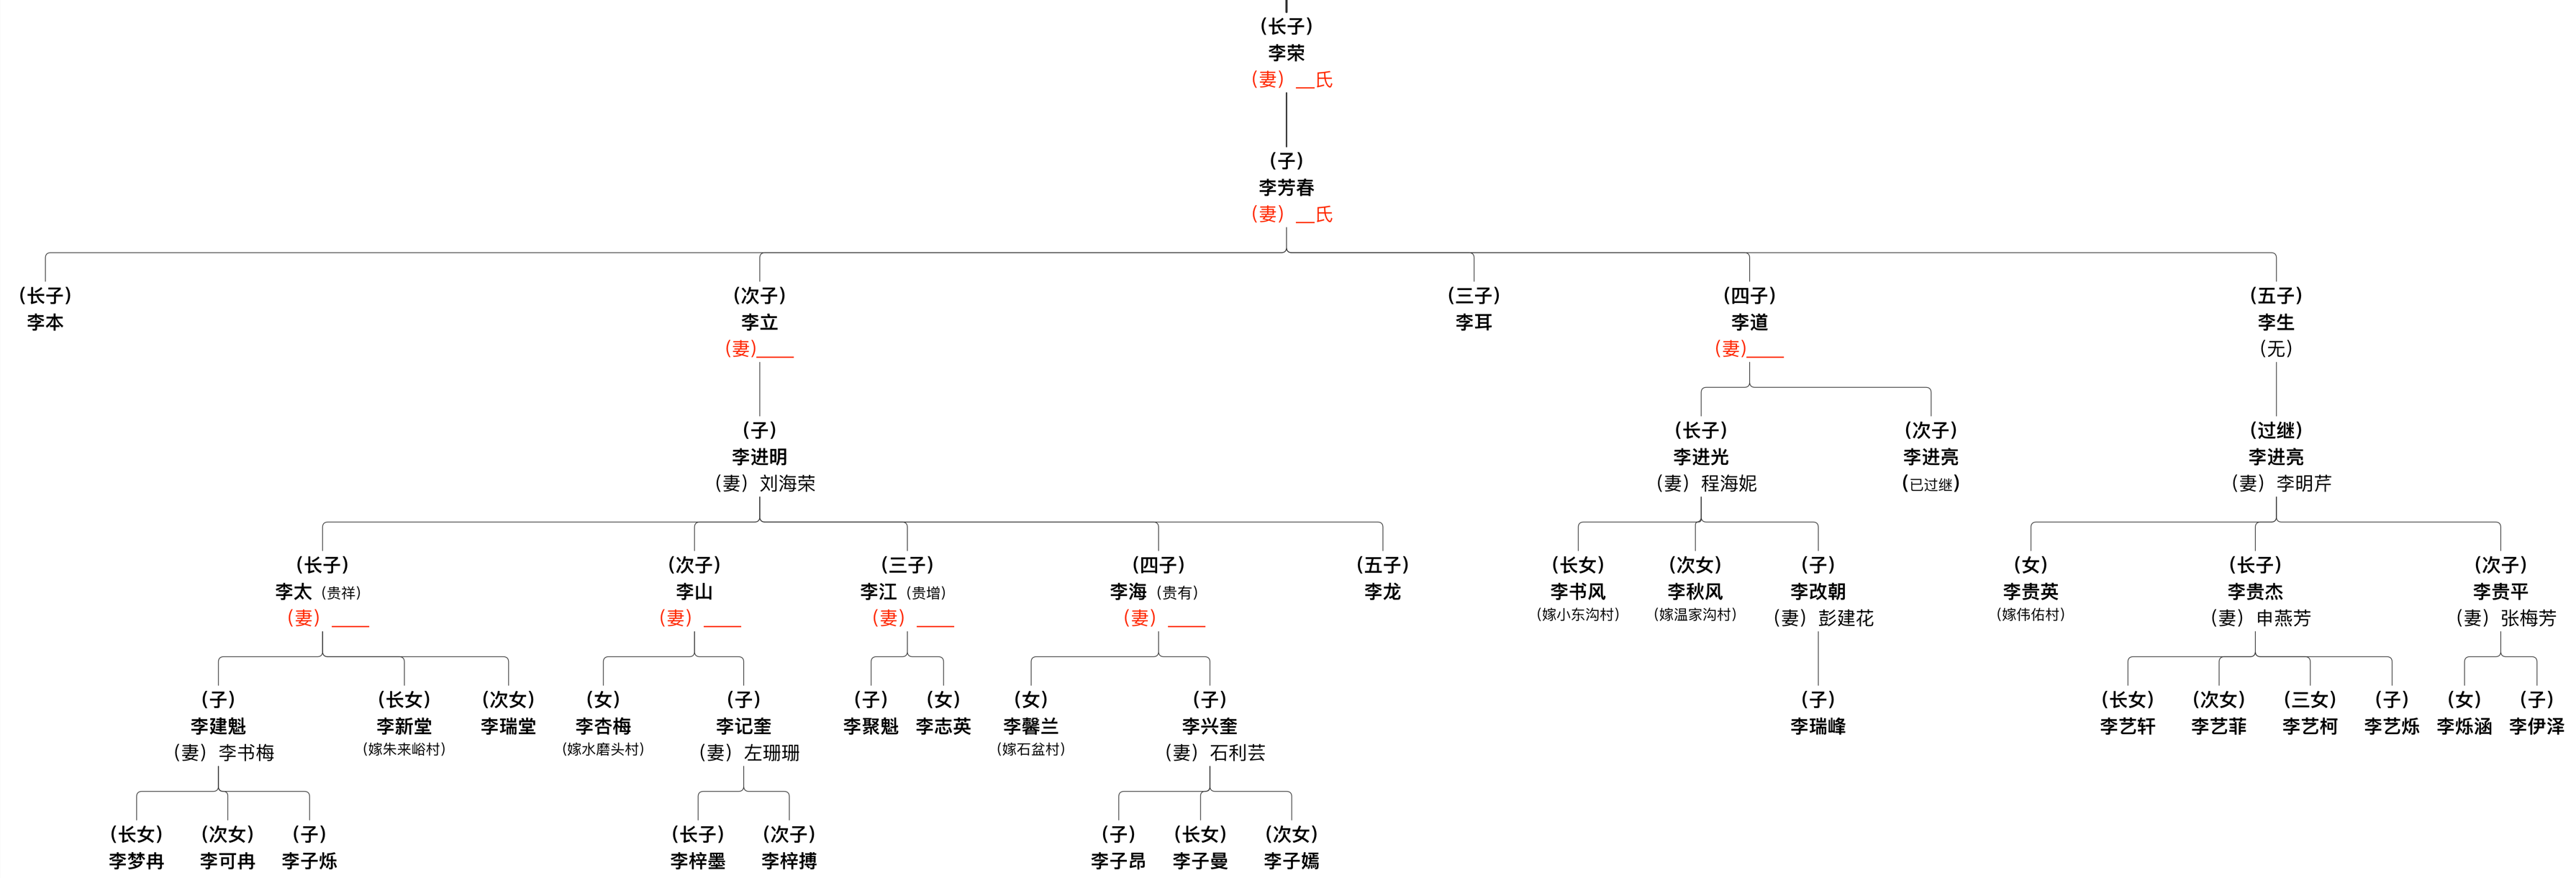 (长子)
李荣
(妻) __氏
(子)
李芳春
(妻) __氏
(长子)
李本
(次子)
李立
(妻)____
(三子)
李耳
(四子)
李道
(妻)____
(五子)
李生
(无)
(子)
李进明
(妻) 刘海荣
(长子)
李进光
(妻) 程海妮
(次子)
李进亮
(已过继)
(过继)
李进亮
(妻) 李明芹
(长子)
李太 (贵祥)
(妻) ____
(次子)
李山
(妻) ____
(三子)
李江 (贵增)
(妻) ____
(四子)
李海 (贵有)
(妻) ____
(五子)
李龙
(长女)
李书风
(嫁小东沟村)
(次女)
李秋风
(嫁温家沟村)
(子)
李改朝
(妻) 彭建花
(女)
李贵英
(嫁伟佑村)
(长子)
李贵杰
(妻) 申燕芳
(次子)
李贵平
(妻) 张梅芳
(子)
李建魁
(妻) 李书梅
(长女)
李新堂
(嫁朱来峪村)
(次女)
李瑞堂
(女)
李杏梅
(嫁水磨头村)
(子)
李记奎
(妻) 左珊珊
(子)
李聚魁
(女)
李志英
(女)
李馨兰
(嫁石盆村)
(子)
李兴奎
(妻) 石利芸
(子)
李瑞峰
(长女)
李艺轩
(次女)
李艺菲
(三女)
李艺柯
(子)
李艺烁
(女)
李烁涵
(子)
李伊泽
(长女)
李梦冉
(次女)
李可冉
(子)
李子烁
(长子)
李梓墨
(次子)
李梓搏
(子)
李子昂
(长女)
李子曼
(次女)
李子嫣